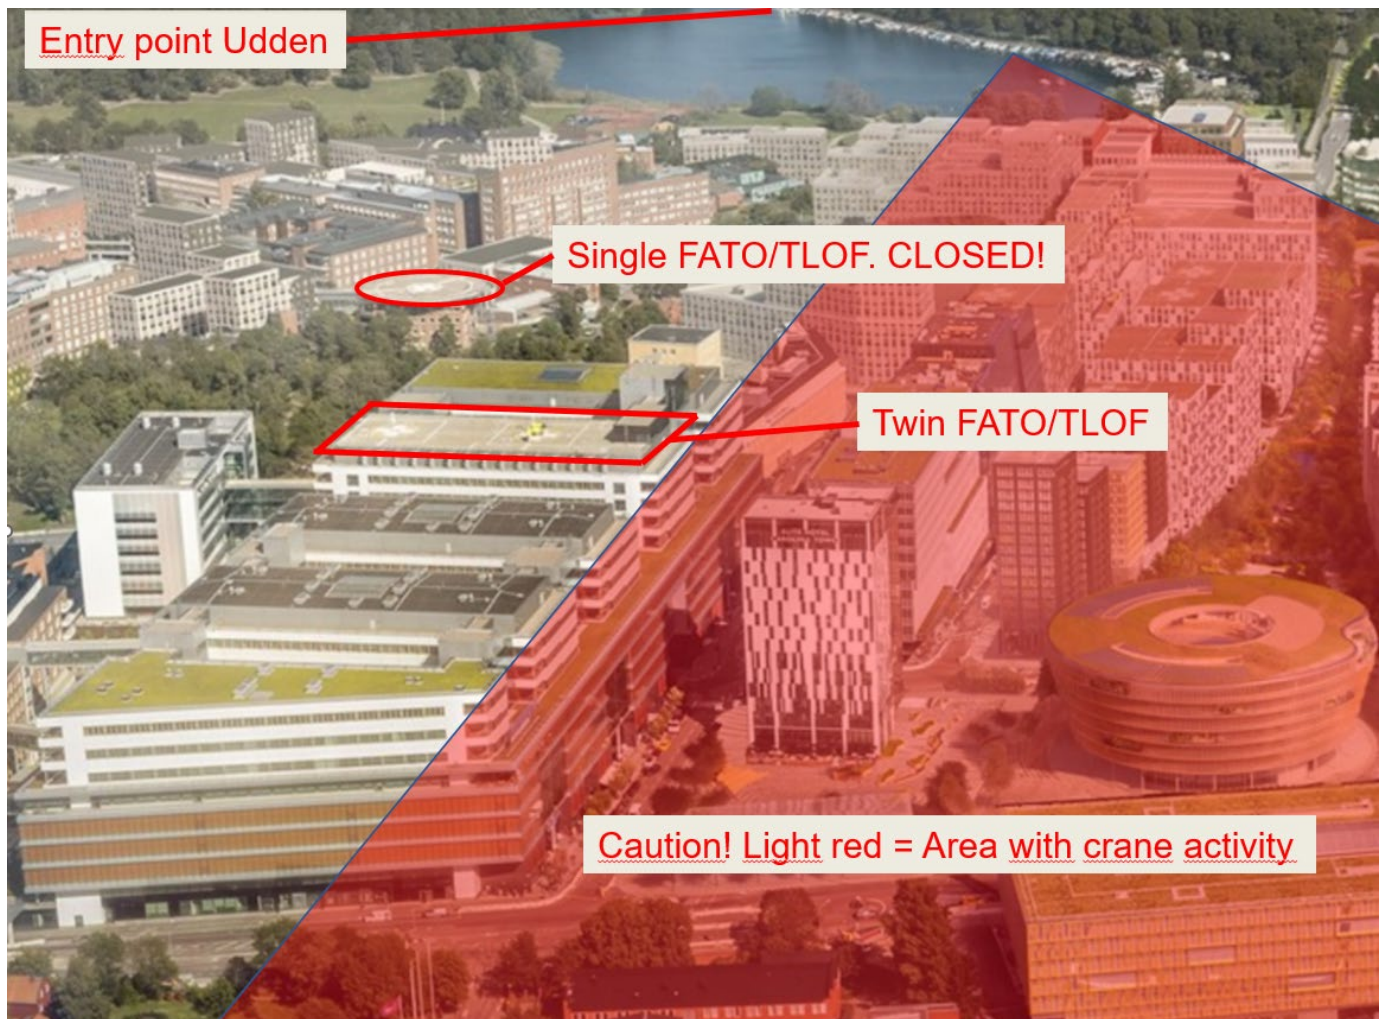 Entry point Udden
Single FATO/TLOF. CLOSED!
Twin FATO/TLOF
Caution! Light red = Area with crane activity